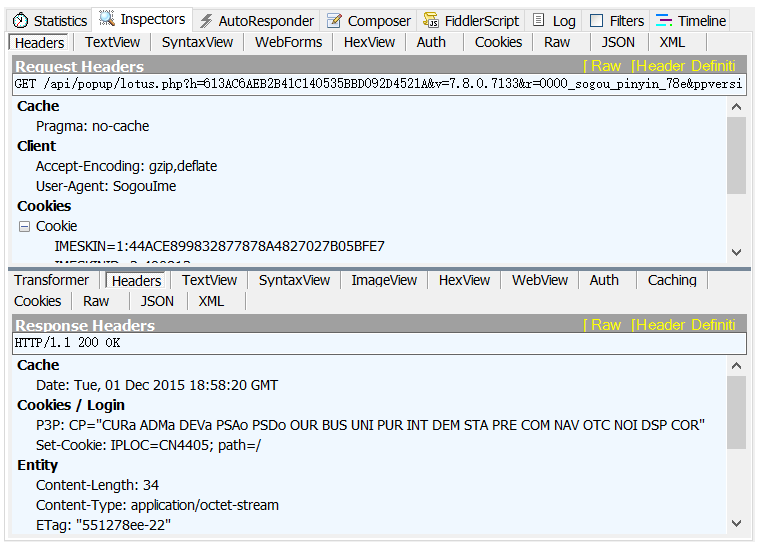 Statistics Inspectors AutoResponder Composer FiddlerScript Log Filters Timeline
Headers TextView SyntaxView WebForms HexView Auth Cookies Raw JSON XML
Request Headers [ Raw [Header Definiti
GET /api/popup/lotus.php?h=613AC6AEB2B41C140535BBD092D4521A&v=7.8.0.7133&r=0000_sogou_pinyin_78e&ppversi
Cache
Pragma: no-cache
Client
Accept-Encoding: gzip,deflate
User-Agent: SogouIme
Cookies
Cookie
IMESKIN=1:44ACE899832877878A4827027B05BFE7
Transformer Headers TextView SyntaxView ImageView HexView WebView Auth Caching
Cookies Raw JSON XML
Response Headers [ Raw [Header Definiti
HTTP/1.1 200 OK
Cache
Date: Tue, 01 Dec 2015 18:58:20 GMT
Cookies / Login
P3P: CP="CURa ADMa DEVa PSAo PSDo OUR BUS UNI PUR INT DEM STA PRE COM NAV OTC NOI DSP COR"
Set-Cookie: IPLOC=CN4405; path=/
Entity
Content-Length: 34
Content-Type: application/octet-stream
ETag: "551278ee-22"